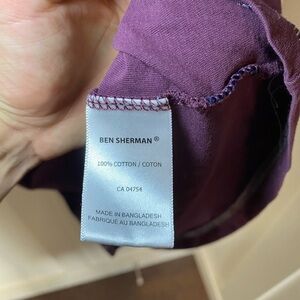 BEN SHERMAN®
100% COTTON / COTON
CA 04754
MADE IN BANGLADESH
FABRIQUÉ AU BANGLADESH